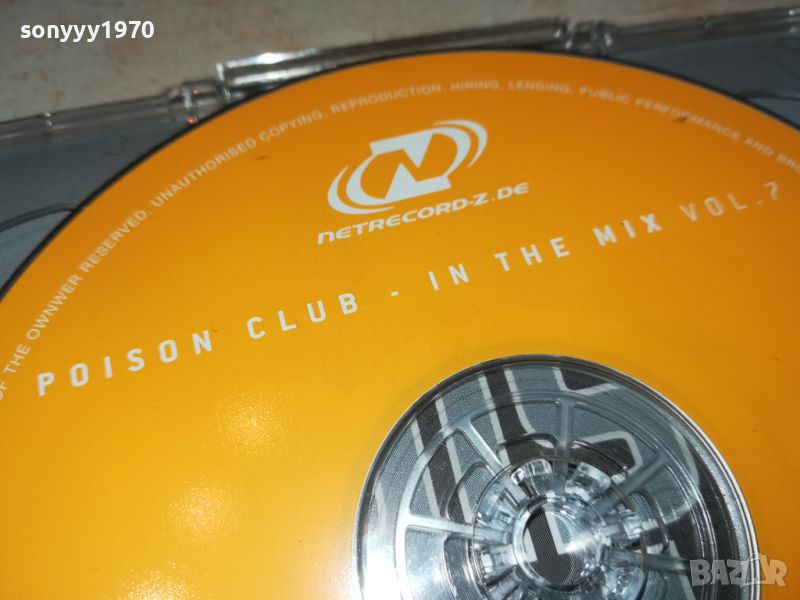 sonyyy1970
OF THE OWNWER RESERVED. UNAUTHORISED COPYING, REPRODUCTION, HIRING, LENDING, PUBLIC PERFORMANCE AND
N
NETRECORD-Z.DE
POISON CLUB - IN THE MIX VOL.7
BAZAR